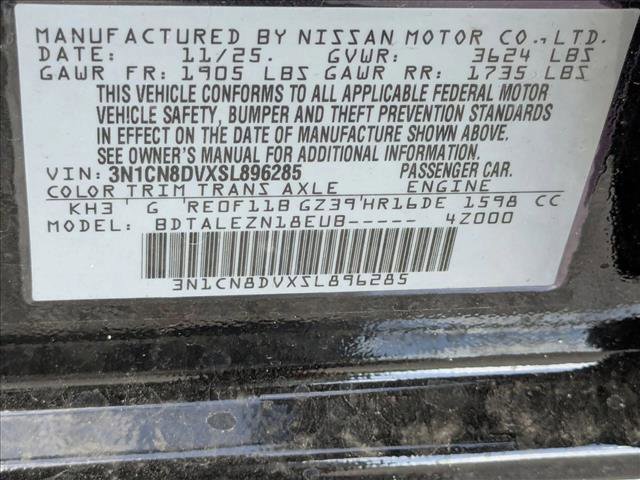 MANUFACTURED BY NISSAN MOTOR CO., LTD.
DATE: 11/25. GVWR: 3624 LBS
GAWR FR: 1905 LBS GAWR RR: 1735 LBS
THIS VEHICLE CONFORMS TO ALL APPLICABLE FEDERAL MOTOR
VEHICLE SAFETY, BUMPER AND THEFT PREVENTION STANDARDS
IN EFFECT ON THE DATE OF MANUFACTURE SHOWN ABOVE.
SEE OWNER'S MANUAL FOR ADDITIONAL INFORMATION.
VIN: 3N1CN8DVXSL896285 PASSENGER CAR.
COLOR TRIM TRANS AXLE ENGINE
KH3 G RE0F11B GZ39 HR16DE 1598 CC
MODEL: BDTALEZN18EUB----- 4Z000
3N1CN8DVXSL896285